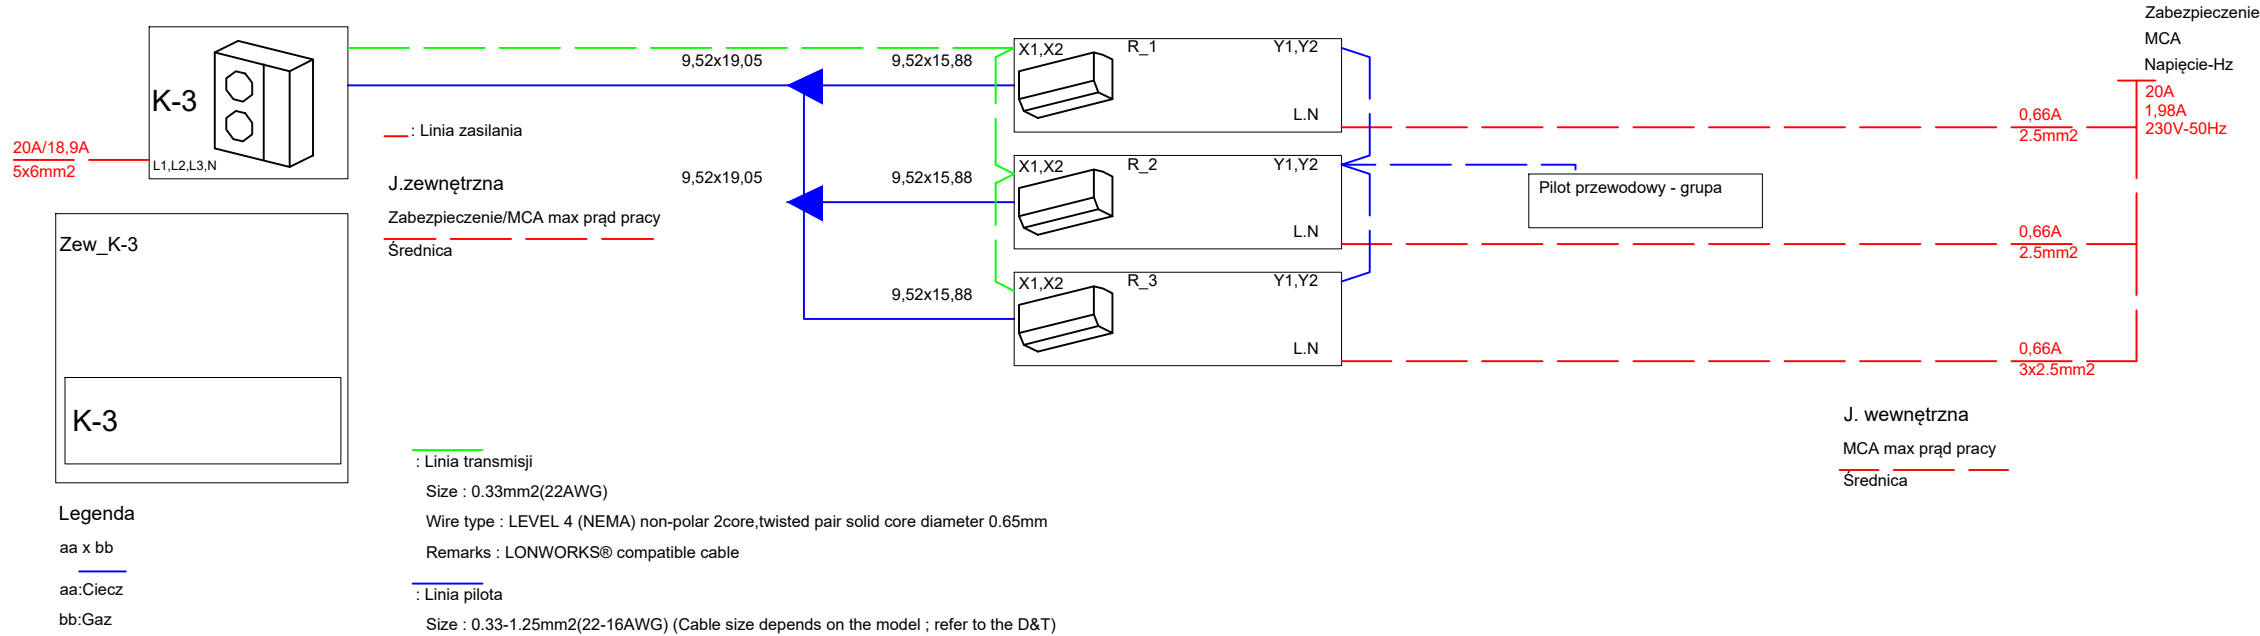 Zabezpieczenie
MCA
Napięcie-Hz
20A
1,98A
230V-50Hz
K-3
L1,L2,L3,N
20A/18,9A
5x6mm2
9,52x19,05
9,52x15,88
X1,X2
R_1
Y1,Y2
L.N
0,66A
2.5mm2
: Linia zasilania
J.zewnętrzna
Zabezpieczenie/MCA max prąd pracy
Średnica
9,52x19,05
9,52x15,88
X1,X2
R_2
Y1,Y2
L.N
Pilot przewodowy - grupa
0,66A
2.5mm2
Zew_K-3
K-3
9,52x15,88
X1,X2
R_3
Y1,Y2
L.N
0,66A
3x2.5mm2
J. wewnętrzna
MCA max prąd pracy
Średnica
: Linia transmisji
Size : 0.33mm2(22AWG)
Wire type : LEVEL 4 (NEMA) non-polar 2core,twisted pair solid core diameter 0.65mm
Remarks : LONWORKS® compatible cable
: Linia pilota
Size : 0.33-1.25mm2(22-16AWG) (Cable size depends on the model ; refer to the D&T)
Legenda
aa x bb
aa:Ciecz
bb:Gaz